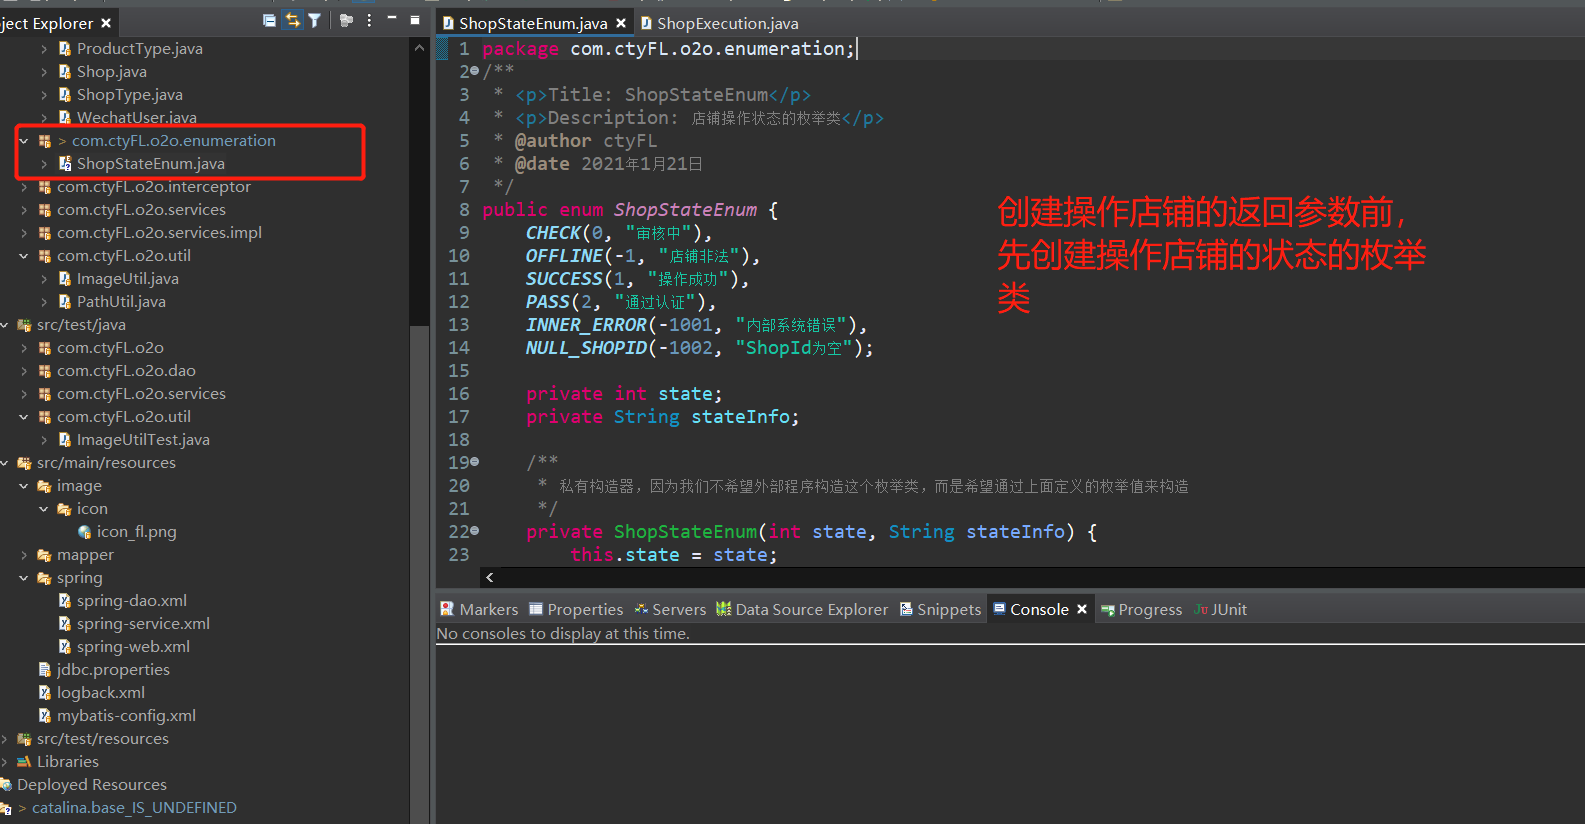 ject Explorer
ProductType.java
Shop.java
ShopType.java
WechatUser.java
> com.ctyFL.o2o.enumeration
ShopStateEnum.java
com.ctyFL.o2o.interceptor
com.ctyFL.o2o.services
com.ctyFL.o2o.services.impl
com.ctyFL.o2o.util
ImageUtil.java
PathUtil.java
src/test/java
com.ctyFL.o2o
com.ctyFL.o2o.dao
com.ctyFL.o2o.services
com.ctyFL.o2o.util
ImageUtilTest.java
src/main/resources
image
icon
icon_fl.png
mapper
spring
spring-dao.xml
spring-service.xml
spring-web.xml
jdbc.properties
logback.xml
mybatis-config.xml
src/test/resources
Libraries
Deployed Resources
> catalina.base_IS_UNDEFINED
ShopStateEnum.java ShopExecution.java
1 package com.ctyFL.o2o.enumeration;
2 /**
3 * <p>Title: ShopStateEnum</p>
4 * <p>Description: 店铺操作状态的枚举类</p>
5 * @author ctyFL
6 * @date 2021年1月21日
7 */
8 public enum ShopStateEnum {
9 CHECK(0, "审核中"),
10 OFFLINE(-1, "店铺非法"),
11 SUCCESS(1, "操作成功"),
12 PASS(2, "通过认证"),
13 INNER_ERROR(-1001, "内部系统错误"),
14 NULL_SHOPID(-1002, "ShopId为空");
15
16 private int state;
17 private String stateInfo;
18
19 /**
20 * 私有构造器，因为我们不希望外部程序构造这个枚举类，而是希望通过上面定义的枚举值来构造
21 */
22 private ShopStateEnum(int state, String stateInfo) {
23 this.state = state;
创建操作店铺的返回参数前，
先创建操作店铺的状态的枚举
类
Markers Properties Servers Data Source Explorer Snippets Console Progress JUnit
No consoles to display at this time.